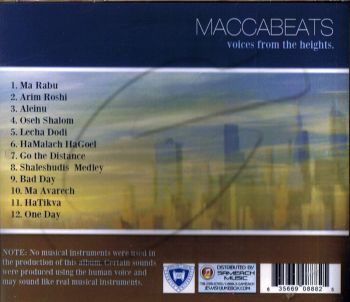 MACCABEATS
voices from the heights.
1. Ma Rabu
2. Arim Roshi
3. Aleinu
4. Oseh Shalom
5. Lecha Dodi
6. HaMalach HaGoel
7. Go the Distance
8. Shaleshudis Medley
9. Bad Day
10. Ma Avarech
11. HaTikva
12. One Day
NOTE: No musical instruments were used in
the production of this album. Certain sounds
were produced using the human voice and
may sound like real musical instruments.
DISTRIBUTED BY
SAMEACH
MUSIC
JEWISHJUKEBOX.COM
6 35669 08882 5